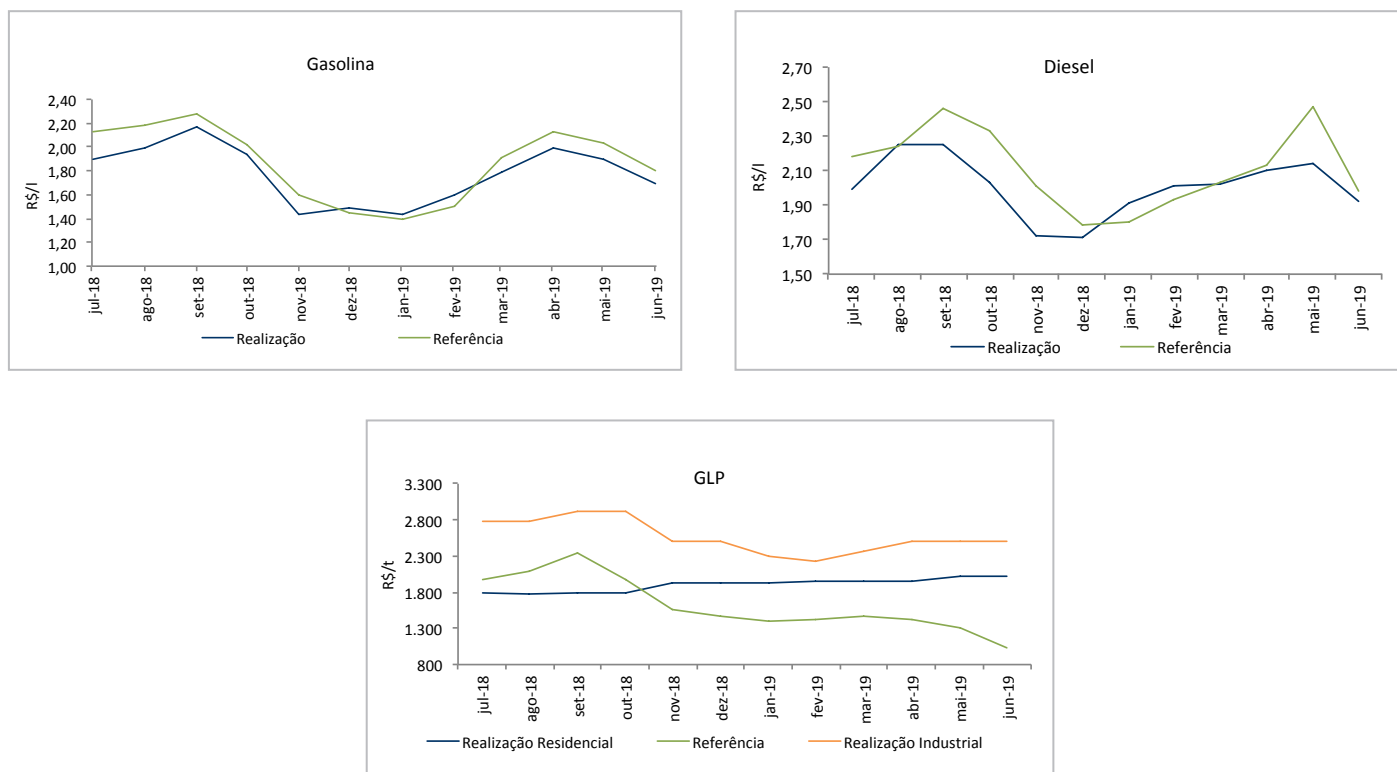 Gasolina
R$/l
2,40
2,20
2,00
1,80
1,60
1,40
1,20
1,00
jul-18
ago-18
set-18
out-18
nov-18
dez-18
jan-19
fev-19
mar-19
abr-19
mai-19
jun-19
Realização Referência
Diesel
R$/l
2,70
2,50
2,30
2,10
1,90
1,70
1,50
jul-18
ago-18
set-18
out-18
nov-18
dez-18
jan-19
fev-19
mar-19
abr-19
mai-19
jun-19
Realização Referência
GLP
R$/t
3.300
2.800
2.300
1.800
1.300
800
jul-18
ago-18
set-18
out-18
nov-18
dez-18
jan-19
fev-19
mar-19
abr-19
mai-19
jun-19
Realização Residencial Referência Realização Industrial